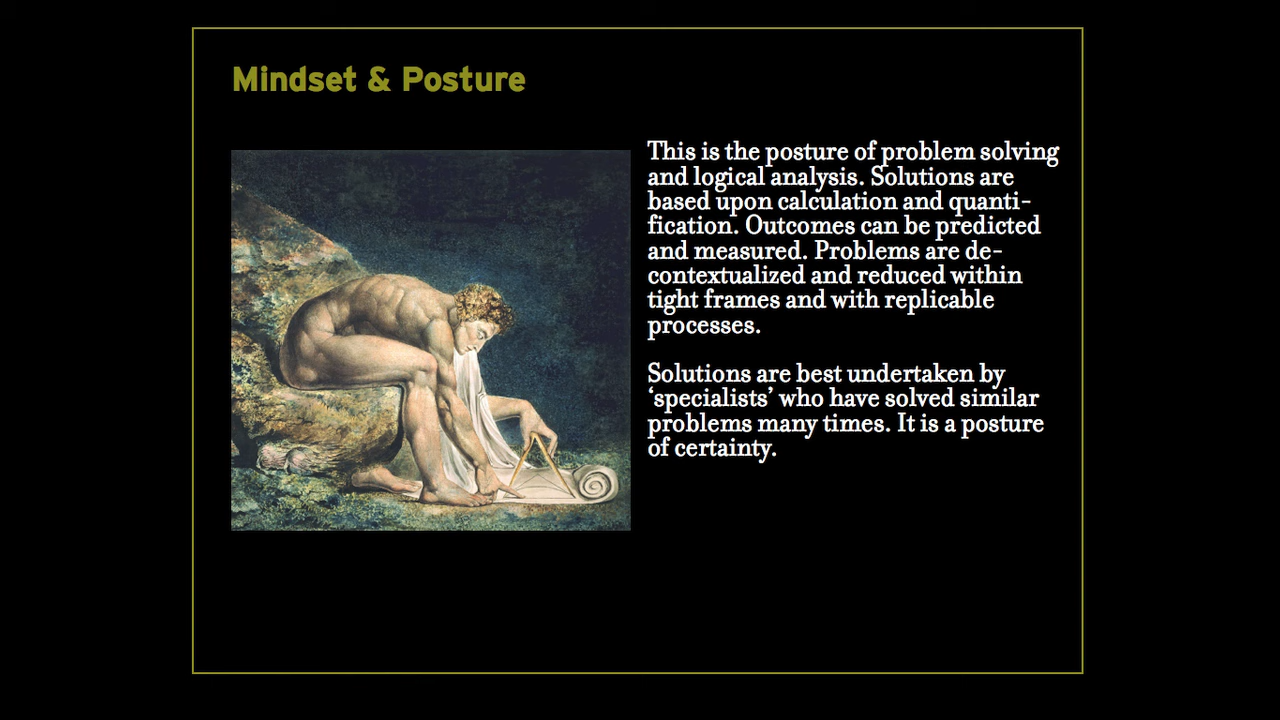 Mindset & Posture
This is the posture of problem solving
and logical analysis. Solutions are
based upon calculation and quanti-
fication. Outcomes can be predicted
and measured. Problems are de-
contextualized and reduced within
tight frames and with replicable
processes.
Solutions are best undertaken by
‘specialists’ who have solved similar
problems many times. It is a posture
of certainty.